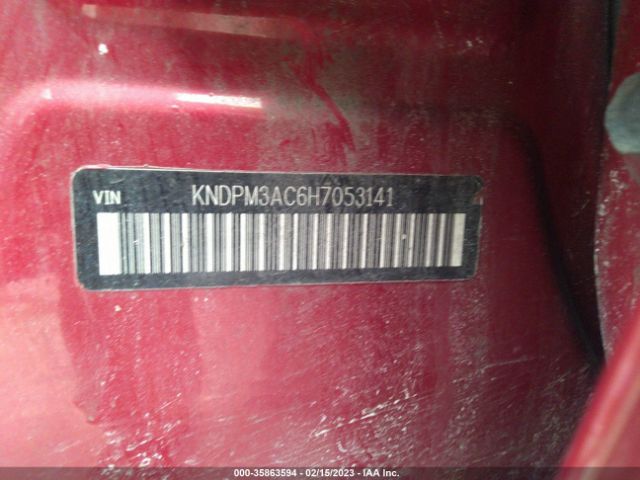 VIN KNDPM3AC6H7053141
000-35863594 - 02/15/2023 - IAA Inc.